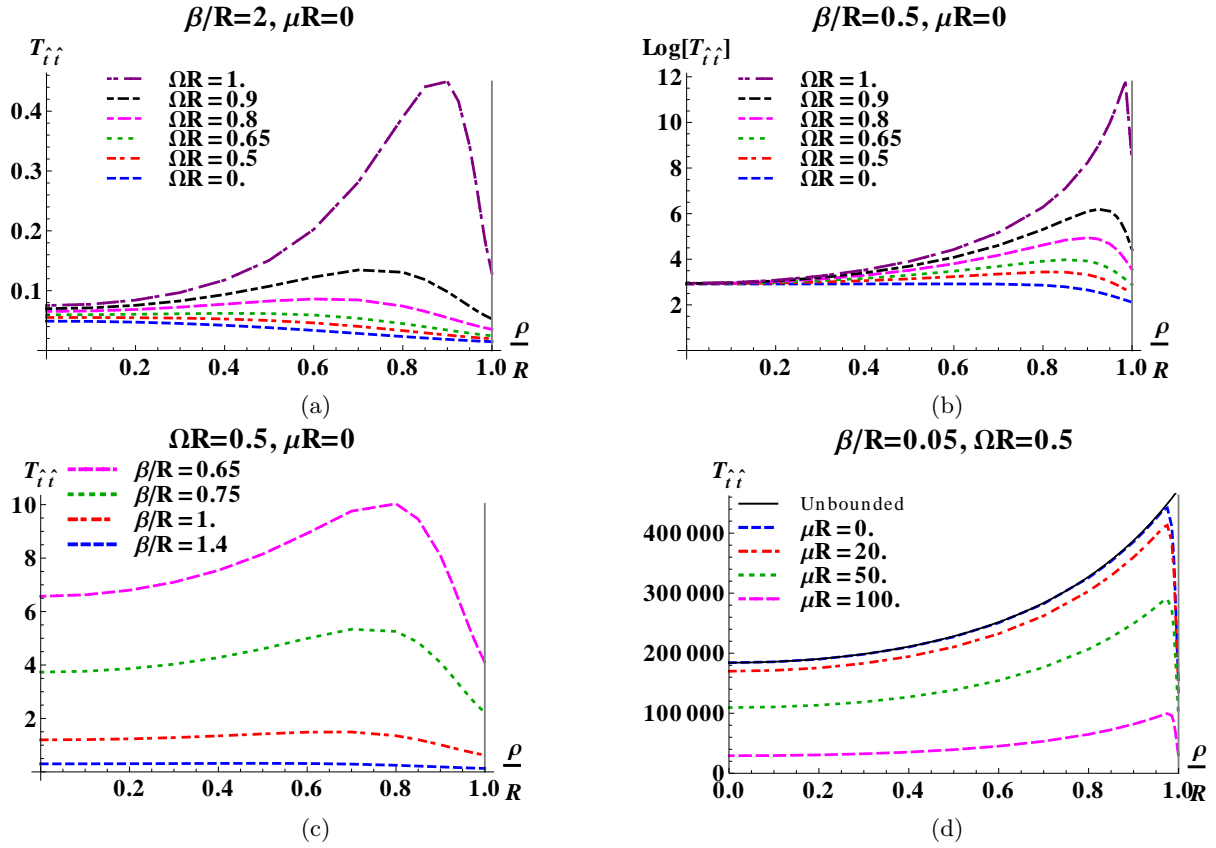 β/R=2, μR=0
T_{t̂ t̂}
ΩR=1.
ΩR=0.9
ΩR=0.8
ΩR=0.65
ΩR=0.5
ΩR=0.
0.4
0.3
0.2
0.1
0.2 0.4 0.6 0.8 1.0
ρ/R
(a)
β/R=0.5, μR=0
Log[T_{t̂ t̂}]
ΩR=1.
ΩR=0.9
ΩR=0.8
ΩR=0.65
ΩR=0.5
ΩR=0.
12
10
8
6
4
2
0.2 0.4 0.6 0.8 1.0
ρ/R
(b)
ΩR=0.5, μR=0
T_{t̂ t̂}
β/R=0.65
β/R=0.75
β/R=1.
β/R=1.4
10
8
6
4
2
0.2 0.4 0.6 0.8 1.0
ρ/R
(c)
β/R=0.05, ΩR=0.5
T_{t̂ t̂}
Unbounded
μR=0.
μR=20.
μR=50.
μR=100.
400 000
300 000
200 000
100 000
0
0.0 0.2 0.4 0.6 0.8 1.0
ρ/R
(d)